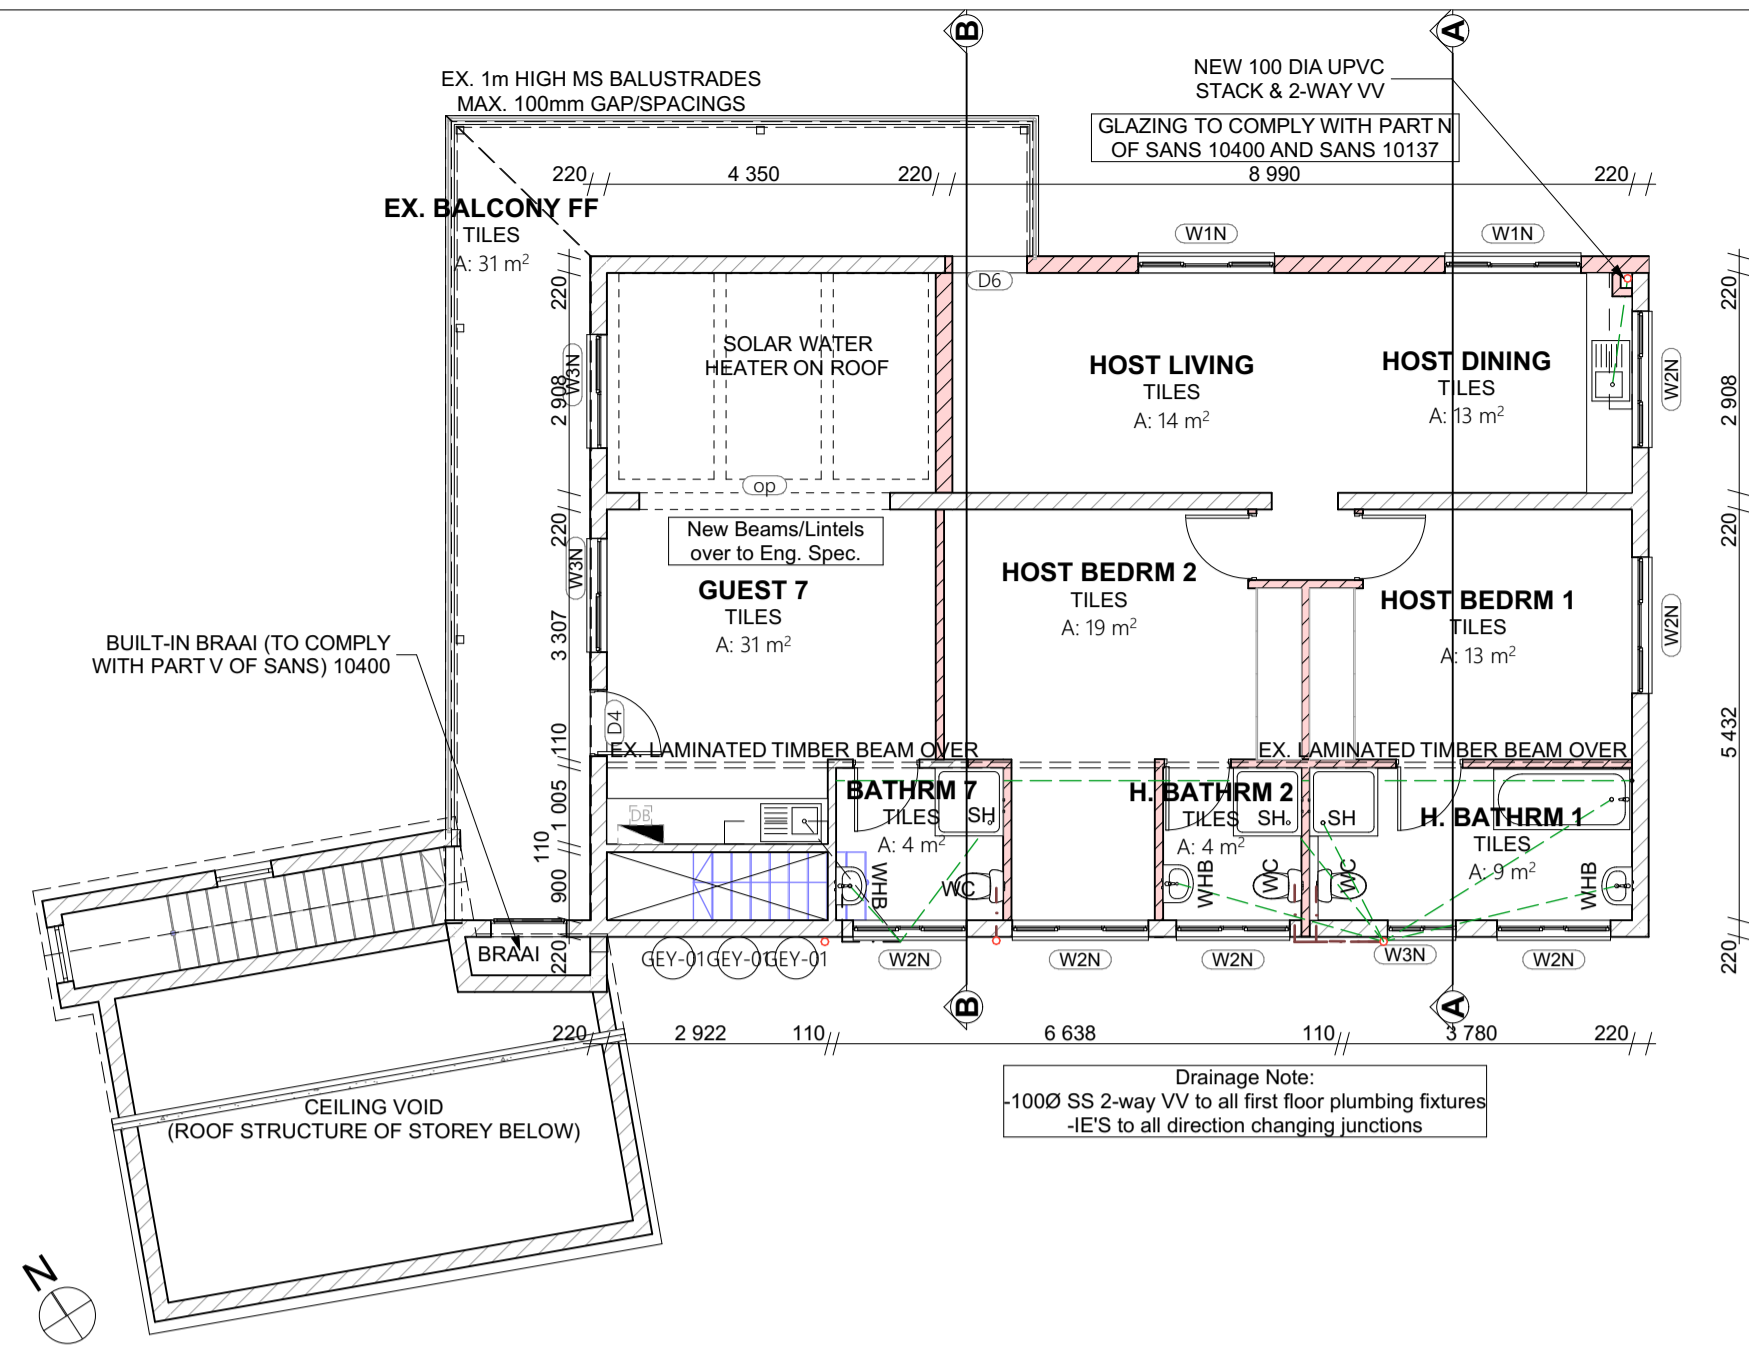 B
A
EX. 1m HIGH MS BALUSTRADES
MAX. 100mm GAP/SPACINGS
NEW 100 DIA UPVC
STACK & 2-WAY VV
GLAZING TO COMPLY WITH PART N
OF SANS 10400 AND SANS 10137
220
4 350
220
8 990
220
EX. BALCONY FF
TILES
A: 31 m²
W1N
W1N
D6
220
2 908
220
3 307
110
1 005
110
900
220
W3N
W3N
SOLAR WATER
HEATER ON ROOF
op
New Beams/Lintels
over to Eng. Spec.
HOST LIVING
TILES
A: 14 m²
HOST DINING
TILES
A: 13 m²
W2N
W2N
220
2 908
220
5 432
220
GUEST 7
TILES
A: 31 m²
HOST BEDRM 2
TILES
A: 19 m²
HOST BEDRM 1
TILES
A: 13 m²
BUILT-IN BRAAI (TO COMPLY
WITH PART V OF SANS) 10400
D4
EX. LAMINATED TIMBER BEAM OVER
EX. LAMINATED TIMBER BEAM OVER
DB
BATHRM 7
TILES
A: 4 m²
SH
WHB
WC
H. BATHRM 2
TILES
A: 4 m²
SH
WHB
WC
SH
WC
H. BATHRM 1
TILES
A: 9 m²
WHB
BRAAI
GEY-01
GEY-01
GEY-01
W2N
W2N
W2N
W3N
W2N
B
A
220
2 922
110
6 638
110
3 780
220
Drainage Note:
-100Ø SS 2-way VV to all first floor plumbing fixtures
-IE'S to all direction changing junctions
CEILING VOID
(ROOF STRUCTURE OF STOREY BELOW)
N